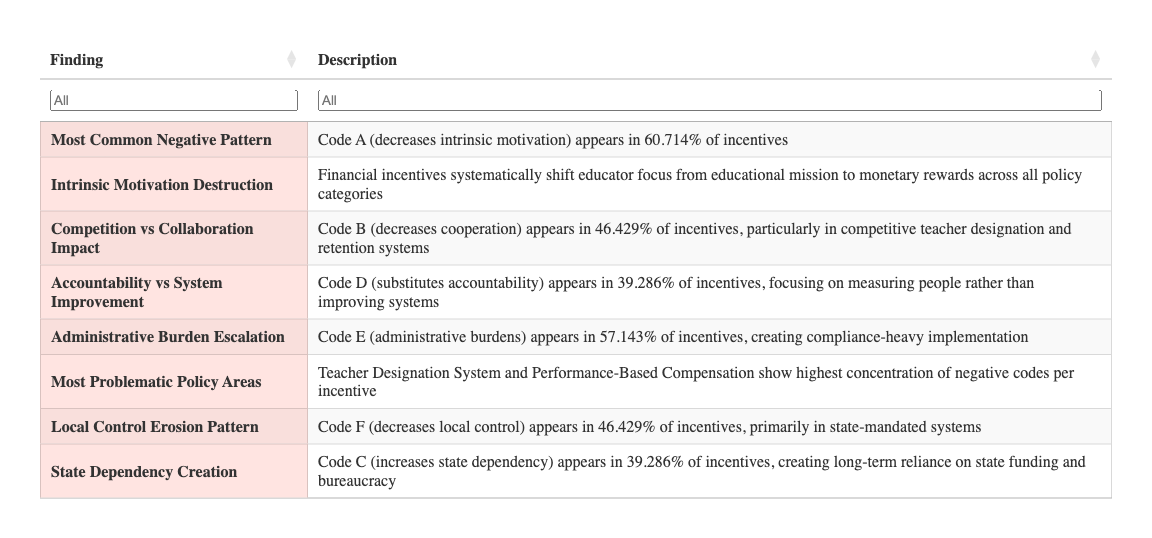 Finding
Description
All
All
Most Common Negative Pattern
Code A (decreases intrinsic motivation) appears in 60.714% of incentives
Intrinsic Motivation Destruction
Financial incentives systematically shift educator focus from educational mission to monetary rewards across all policy
categories
Competition vs Collaboration
Impact
Code B (decreases cooperation) appears in 46.429% of incentives, particularly in competitive teacher designation and
retention systems
Accountability vs System
Improvement
Code D (substitutes accountability) appears in 39.286% of incentives, focusing on measuring people rather than
improving systems
Administrative Burden Escalation
Code E (administrative burdens) appears in 57.143% of incentives, creating compliance-heavy implementation
Most Problematic Policy Areas
Teacher Designation System and Performance-Based Compensation show highest concentration of negative codes per
incentive
Local Control Erosion Pattern
Code F (decreases local control) appears in 46.429% of incentives, primarily in state-mandated systems
State Dependency Creation
Code C (increases state dependency) appears in 39.286% of incentives, creating long-term reliance on state funding and
bureaucracy